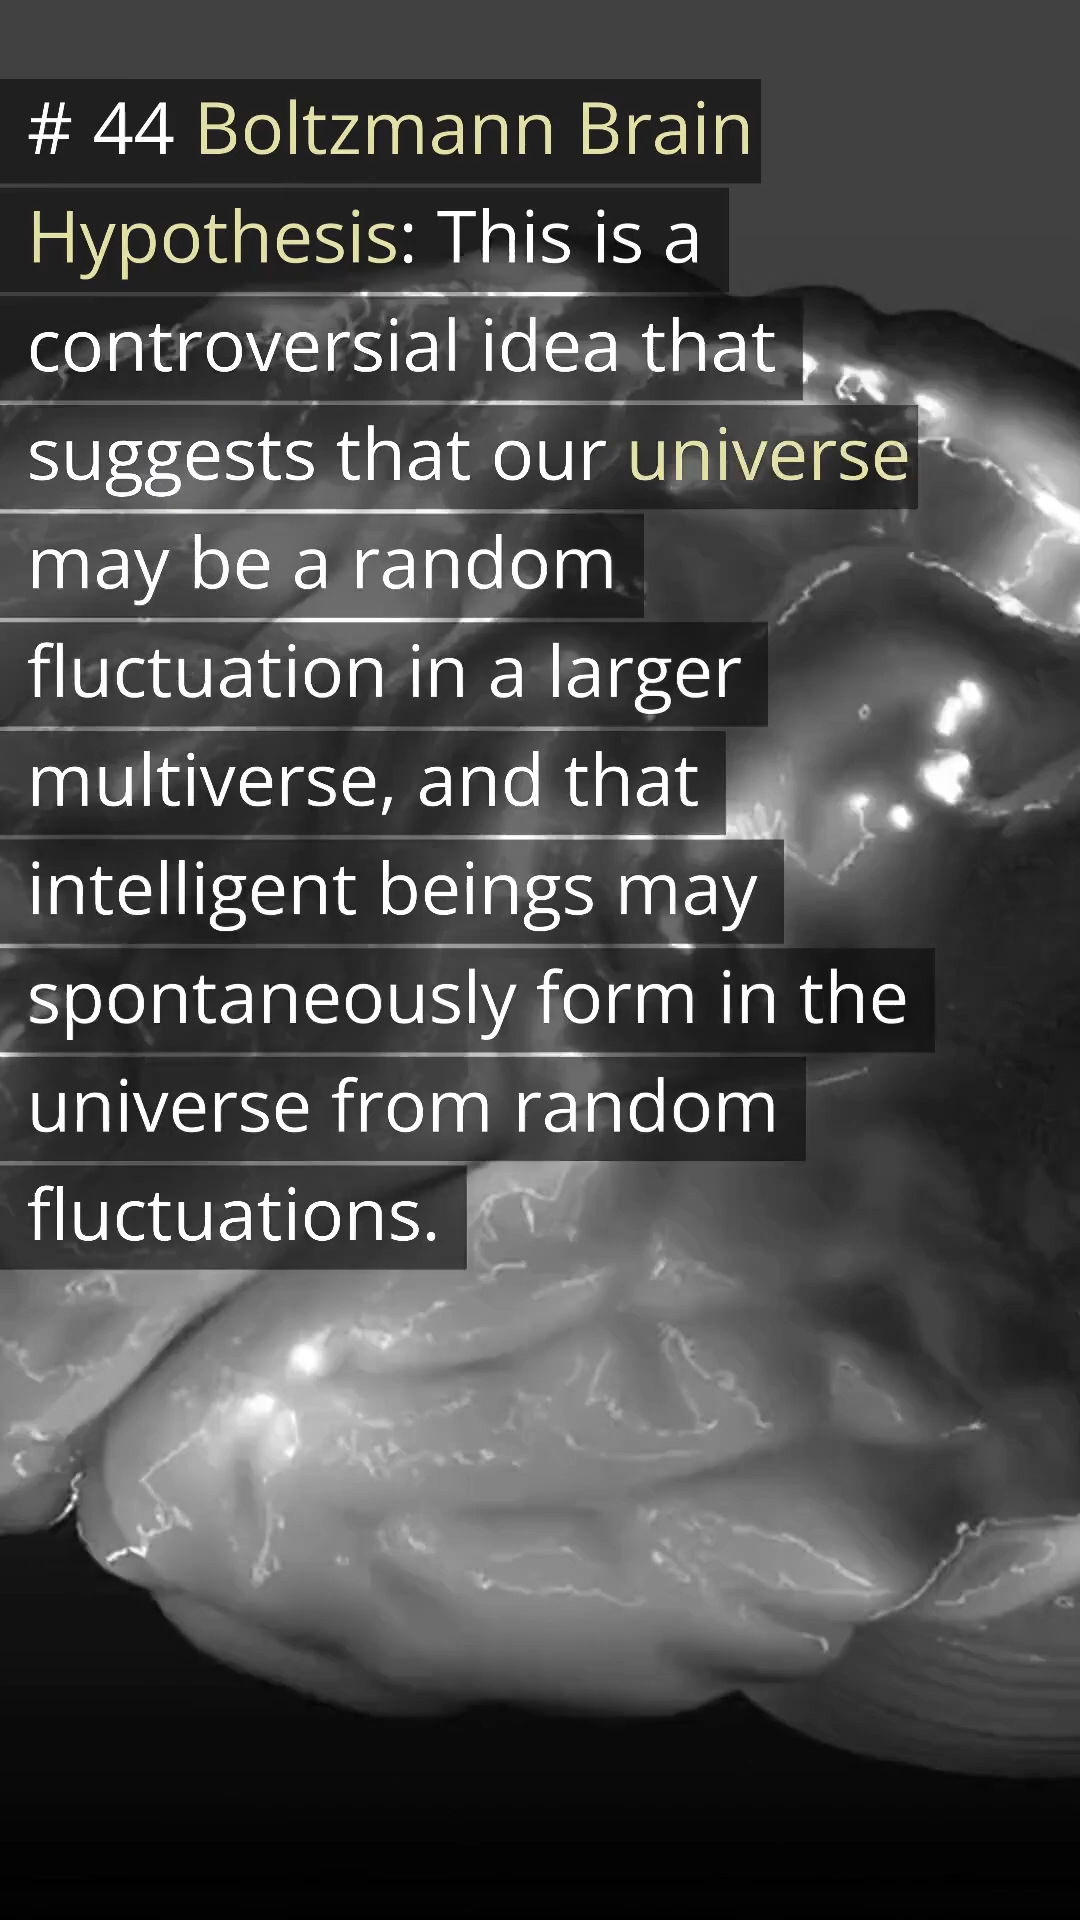 # 44 Boltzmann Brain
Hypothesis: This is a
controversial idea that
suggests that our universe
may be a random
fluctuation in a larger
multiverse, and that
intelligent beings may
spontaneously form in the
universe from random
fluctuations.